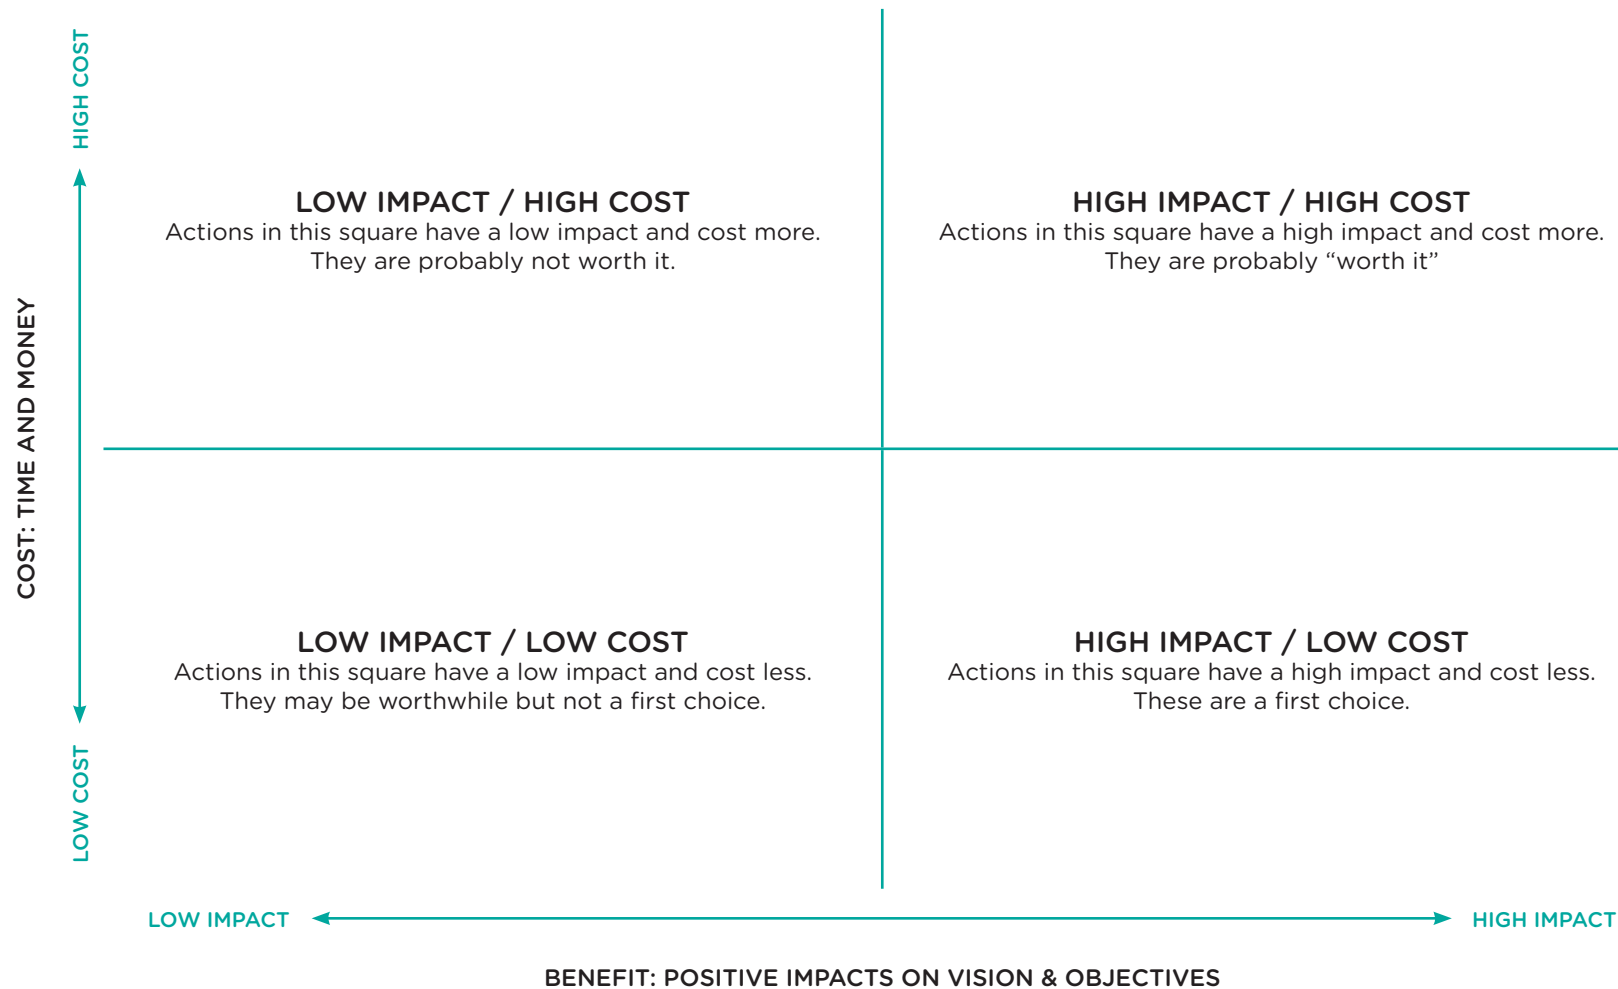 HIGH COST
LOW IMPACT / HIGH COST
Actions in this square have a low impact and cost more.
They are probably not worth it.
HIGH IMPACT / HIGH COST
Actions in this square have a high impact and cost more.
They are probably “worth it”
COST: TIME AND MONEY
LOW IMPACT / LOW COST
Actions in this square have a low impact and cost less.
They may be worthwhile but not a first choice.
HIGH IMPACT / LOW COST
Actions in this square have a high impact and cost less.
These are a first choice.
LOW COST
LOW IMPACT
HIGH IMPACT
BENEFIT: POSITIVE IMPACTS ON VISION & OBJECTIVES